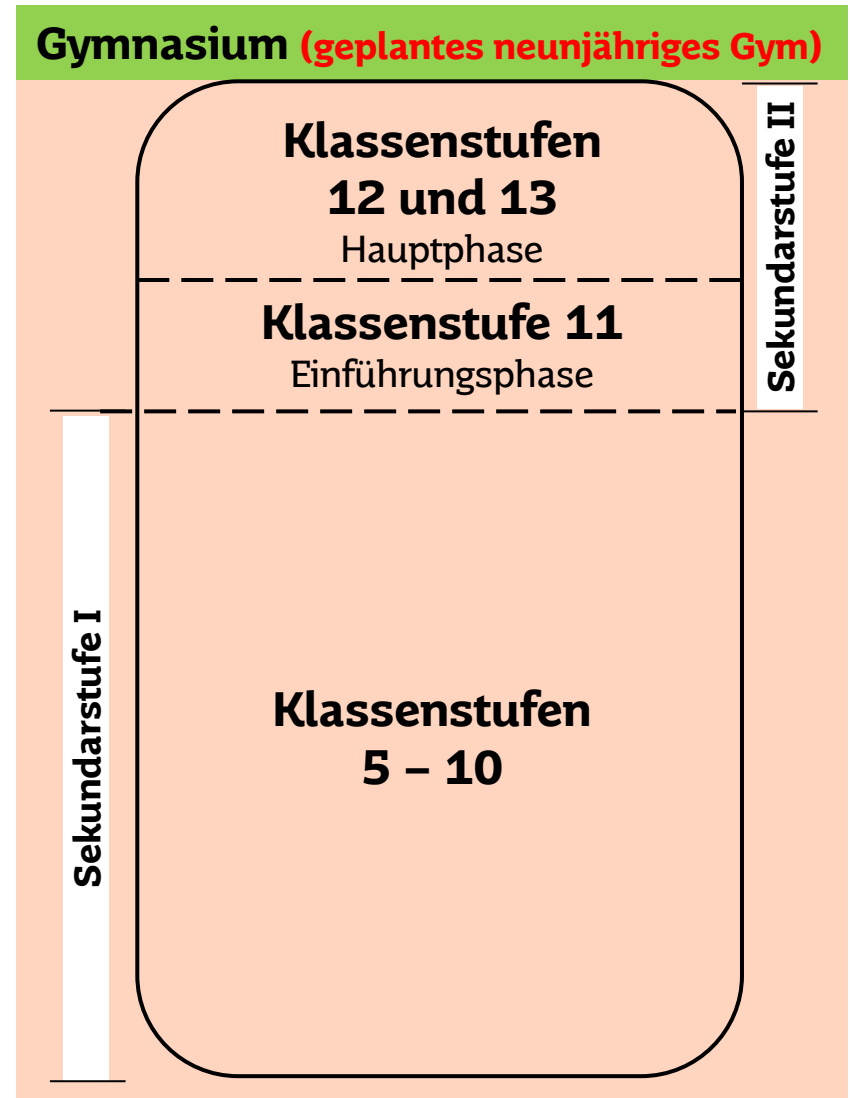 Gymnasium (geplantes neunjähriges Gym)
Klassenstufen
12 und 13
Hauptphase
Sekundarstufe II
Klassenstufe 11
Einführungsphase
Sekundarstufe I
Klassenstufen
5 – 10